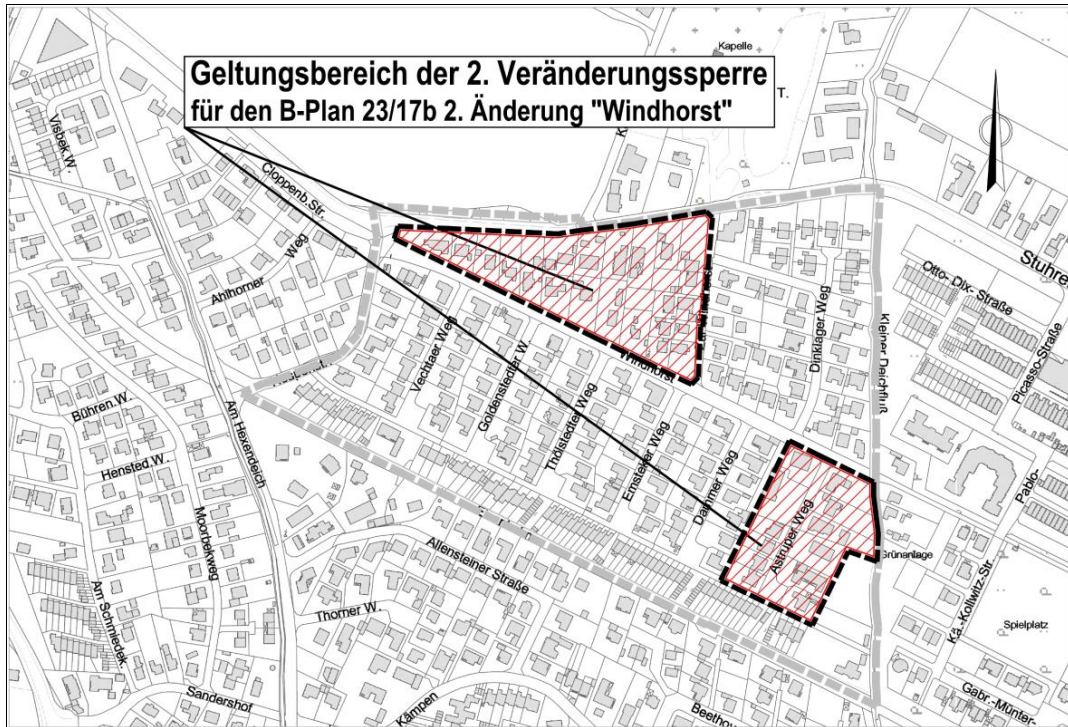 Kapelle
Geltungsbereich der 2. Veränderungssperre
für den B-Plan 23/17b 2. Änderung "Windhorst"
T.
Visbek W.
Cloppenb.Str.
Ahlhorner Weg
Stuhrer
Otto- Dix- Straße
Picasso-Straße
Pablo-
Kleiner Deichfluß
Dinklager Weg
Windhorst
Vechtaer Weg
Goldenstedter W.
Thölstedter Weg
Emsteker Weg
Dammer Weg
Astruper Weg
Grünanlage
Bühren.W.
Hensted.W.
Am Hexendeich
Moorbekweg
Allensteiner Straße
Thorner W.
Am Schmiedek.
Sandershof
Kämpen
Beetho
Kä.-Kollwitz-Str.
Spielplatz
Gabr.-Münter-